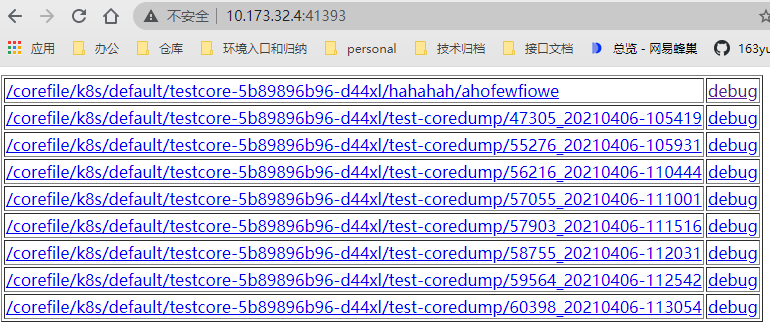 不安全 | 10.173.32.4:41393
应用 办公 仓库 环境入口和归纳 personal 技术归档 接口文档 总览 - 网易蜂巢 163yu
/corefile/k8s/default/testcore-5b89896b96-d44xl/hahahah/ahofewfiowe debug
/corefile/k8s/default/testcore-5b89896b96-d44xl/test-coredump/47305_20210406-105419 debug
/corefile/k8s/default/testcore-5b89896b96-d44xl/test-coredump/55276_20210406-105931 debug
/corefile/k8s/default/testcore-5b89896b96-d44xl/test-coredump/56216_20210406-110444 debug
/corefile/k8s/default/testcore-5b89896b96-d44xl/test-coredump/57055_20210406-111001 debug
/corefile/k8s/default/testcore-5b89896b96-d44xl/test-coredump/57903_20210406-111516 debug
/corefile/k8s/default/testcore-5b89896b96-d44xl/test-coredump/58755_20210406-112031 debug
/corefile/k8s/default/testcore-5b89896b96-d44xl/test-coredump/59564_20210406-112542 debug
/corefile/k8s/default/testcore-5b89896b96-d44xl/test-coredump/60398_20210406-113054 debug